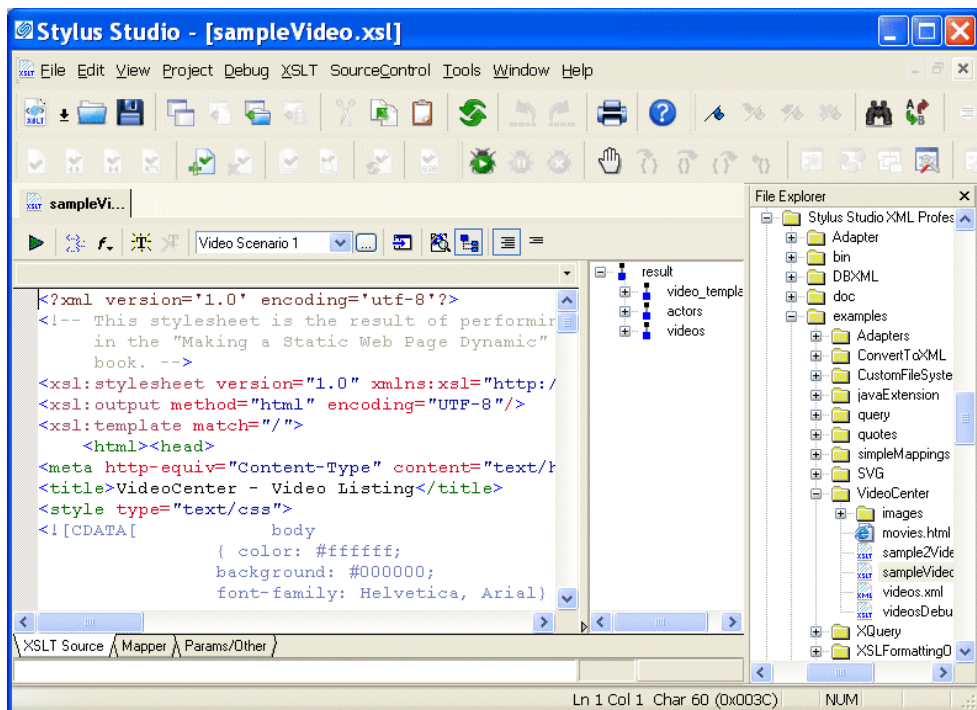 Stylus Studio - [sampleVideo.xsl]
File Edit View Project Debug XSLT SourceControl Tools Window Help
sampleVi...
Video Scenario 1
<?xml version='1.0' encoding='utf-8'?>
<!-- This stylesheet is the result of performin
in the "Making a Static Web Page Dynamic"
book. -->
<xsl:stylesheet version="1.0" xmlns:xsl="http:/
<xsl:output method="html" encoding="UTF-8"/>
<xsl:template match="/">
<html><head>
<meta http-equiv="Content-Type" content="text/h
<title>VideoCenter - Video Listing</title>
<style type="text/css">
<![CDATA[ body
{ color: #ffffff;
background: #000000;
font-family: Helvetica, Arial}
XSLT Source
Mapper
Params/Other
result
video_templa
actors
videos
File Explorer
Stylus Studio XML Profes
Adapter
bin
DBXML
doc
examples
Adapters
ConvertToXML
CustomFileSyste
javaExtension
query
quotes
simpleMappings
SVG
VideoCenter
images
movies.html
sample2Vide
sampleVideo
videos.xml
videosDebu
XQuery
XSLFormattingO
Ln 1 Col 1 Char 60 (0x003C)
NUM